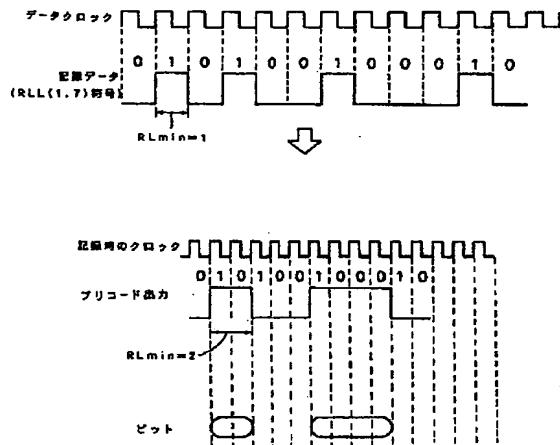 データクロック
0 1 0 1 0 0 1 0 0 0 1 0
記録データ
(RLL(1,7)符号)
RLmin=1
記録時のクロック
0 1 0 1 0 0 1 0 0 0 1 0
プリコード出力
RLmin=2
ピット